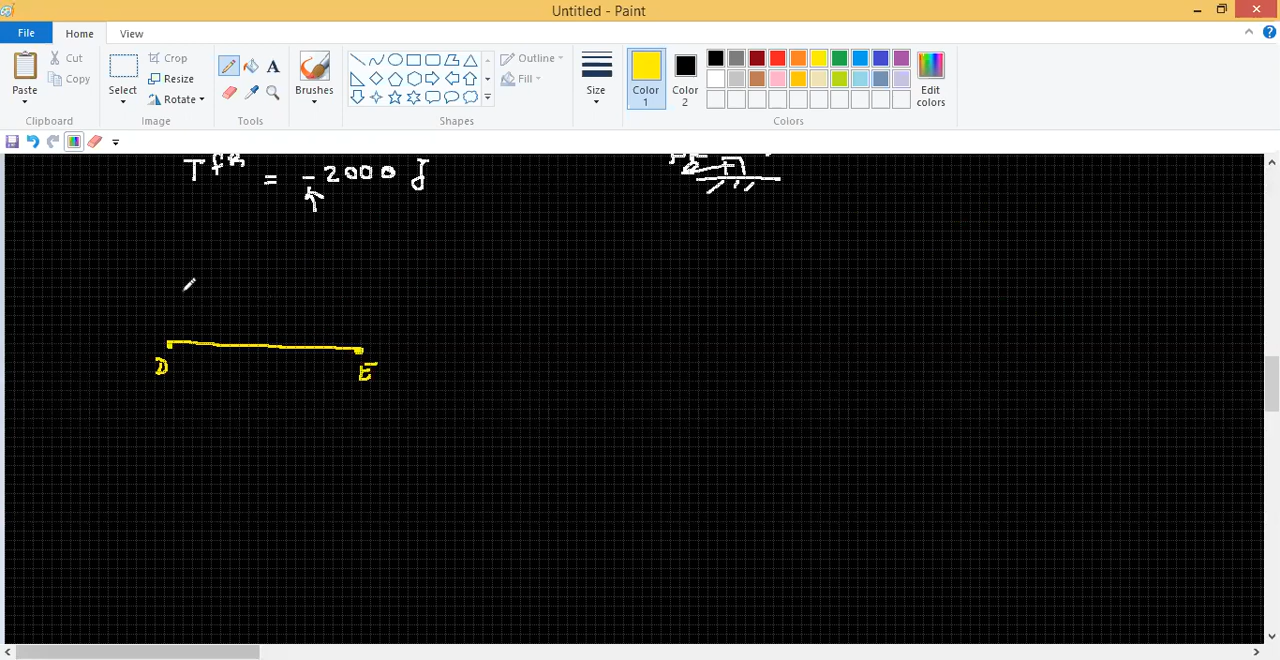 Untitled - Paint
File
Home
View
Paste
Cut
Copy
Clipboard
Select
Crop
Resize
Rotate
Image
A
Tools
Brushes
Outline
Fill
Shapes
Size
Color
1
Color
2
Edit
colors
Colors
T = -2000 J
D
E